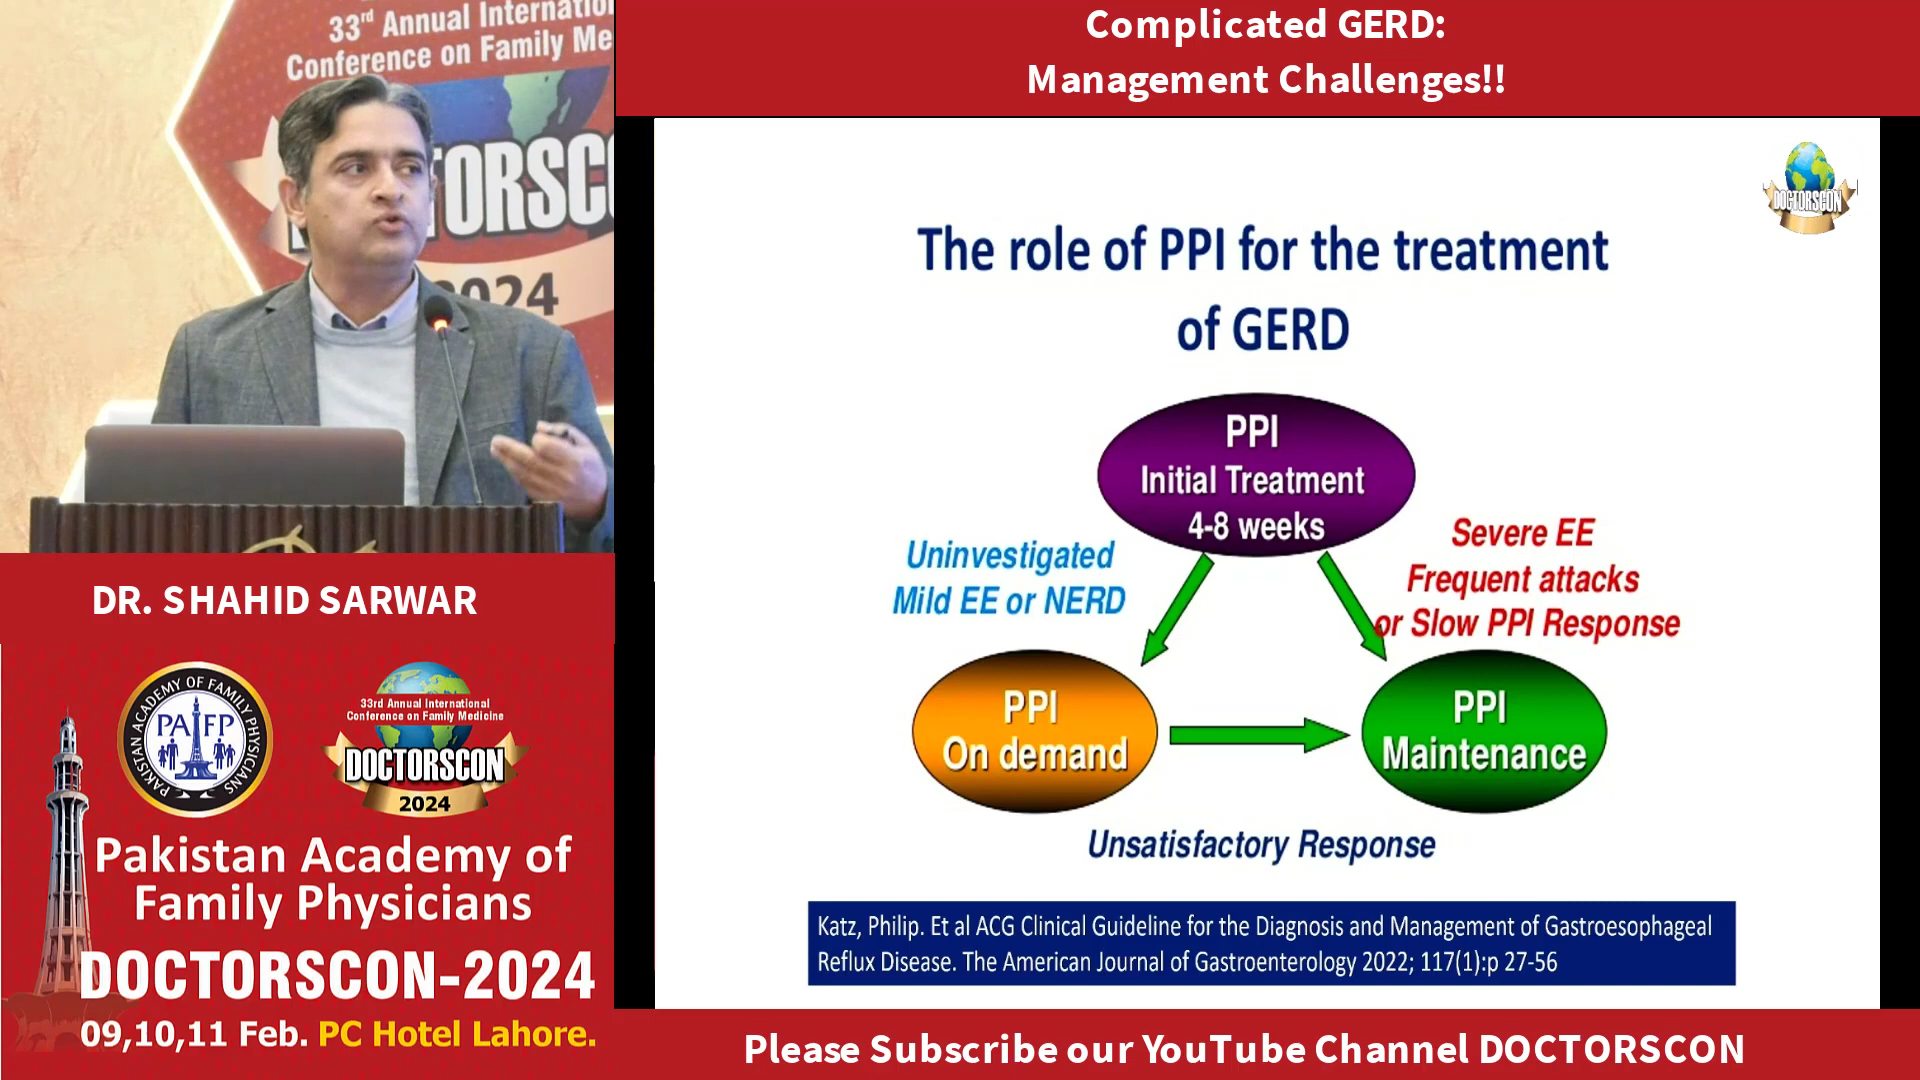 33rd Annual Internatio
Conference on Family Me
TORSC
2024
Complicated GERD:
Management Challenges!!
DOCTORSCON
The role of PPI for the treatment
of GERD
PPI
Initial Treatment
4-8 weeks
Uninvestigated
Mild EE or NERD
Severe EE
Frequent attacks
or Slow PPI Response
PPI
On demand
PPI
Maintenance
Unsatisfactory Response
Katz, Philip. Et al ACG Clinical Guideline for the Diagnosis and Management of Gastroesophageal
Reflux Disease. The American Journal of Gastroenterology 2022; 117(1):p 27-56
DR. SHAHID SARWAR
PAKISTAN ACADEMY OF FAMILY PHYSICIANS
PAFP
33rd Annual International
Conference on Family Medicine
DOCTORSCON
2024
Pakistan Academy of
Family Physicians
DOCTORSCON-2024
09,10,11 Feb. PC Hotel Lahore.
Please Subscribe our YouTube Channel DOCTORSCON